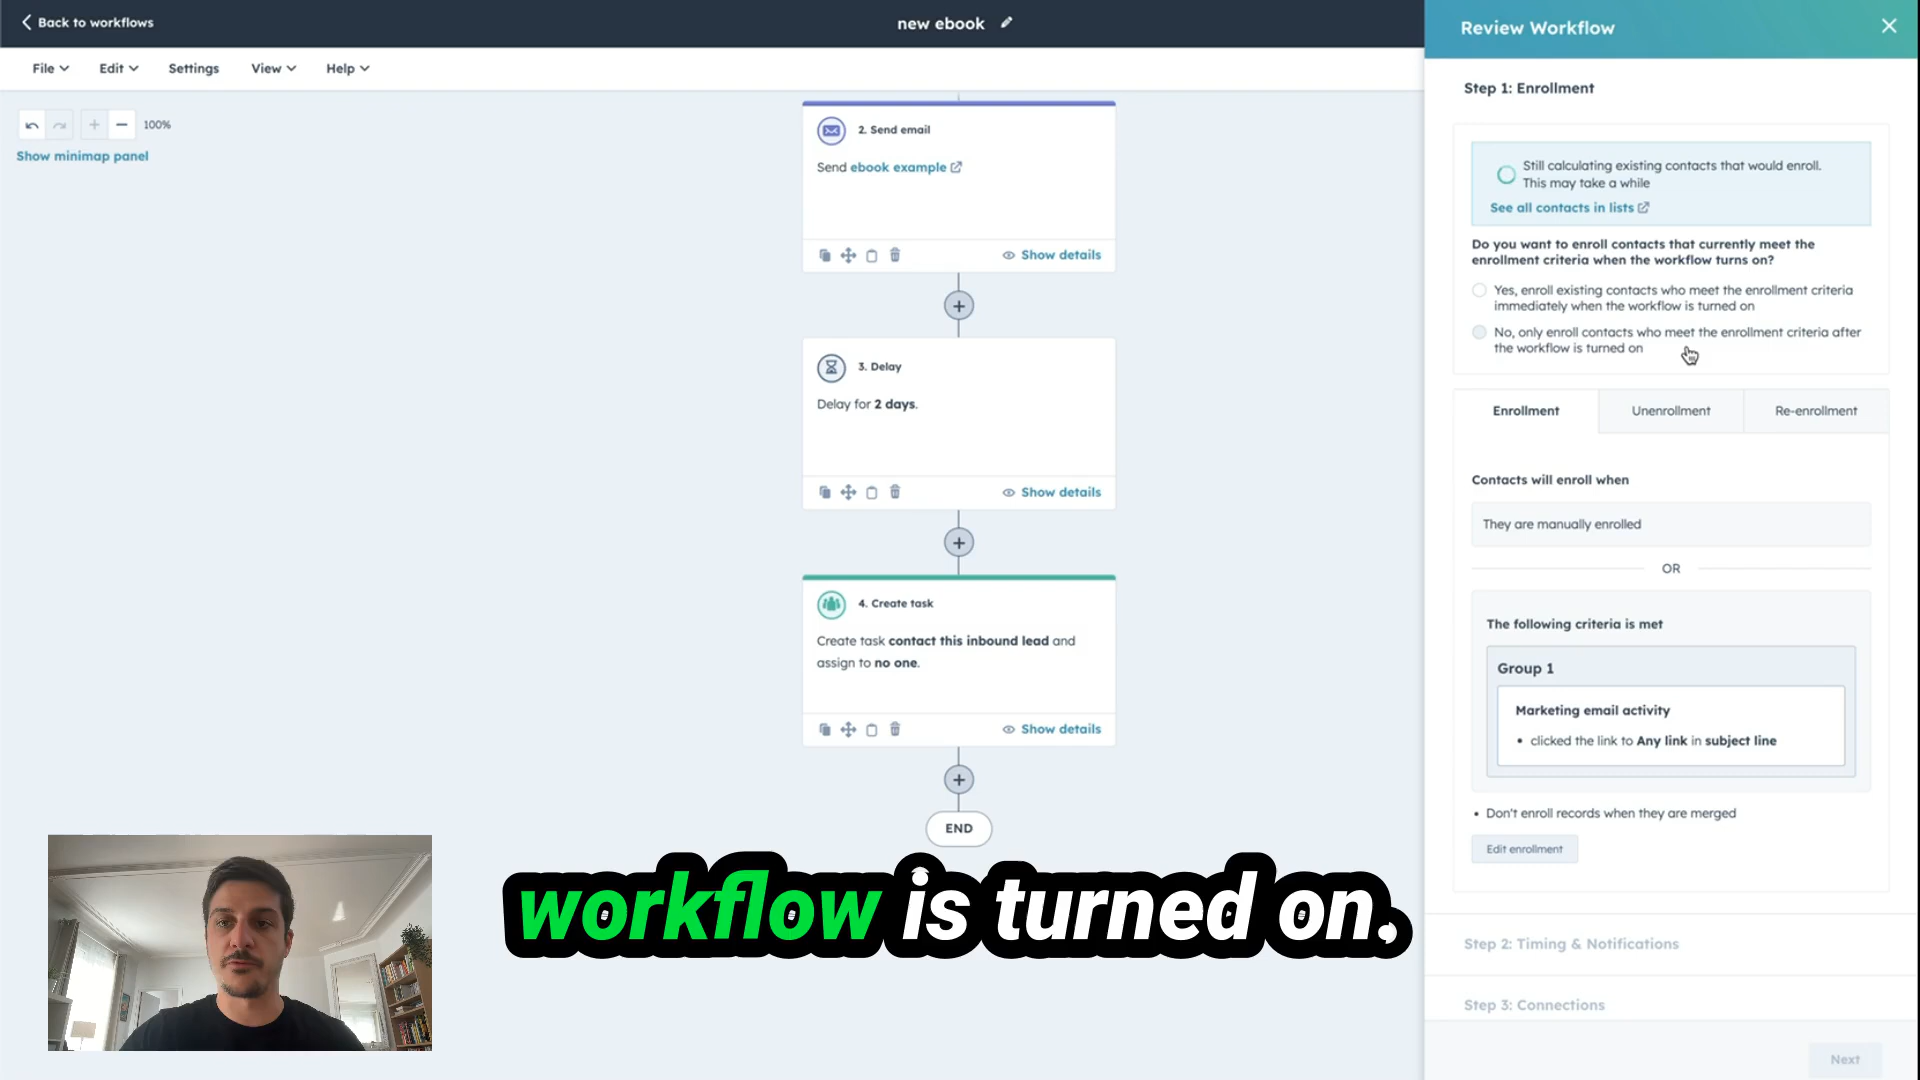 Back to workflows
new ebook
File
Edit
Settings
View
Help
100%
Show minimap panel
2. Send email
Send ebook example
Show details
3. Delay
Delay for 2 days.
Show details
4. Create task
Create task contact this inbound lead and
assign to no one.
Show details
END
workflow is turned on.
Review Workflow
Step 1: Enrollment
Still calculating existing contacts that would enroll.
This may take a while
See all contacts in lists
Do you want to enroll contacts that currently meet the
enrollment criteria when the workflow turns on?
Yes, enroll existing contacts who meet the enrollment criteria
immediately when the workflow is turned on
No, only enroll contacts who meet the enrollment criteria after
the workflow is turned on
Enrollment
Unenrollment
Re-enrollment
Contacts will enroll when
They are manually enrolled
OR
The following criteria is met
Group 1
Marketing email activity
• clicked the link to Any link in subject line
• Don't enroll records when they are merged
Edit enrollment
Step 2: Timing & Notifications
Step 3: Connections
Next